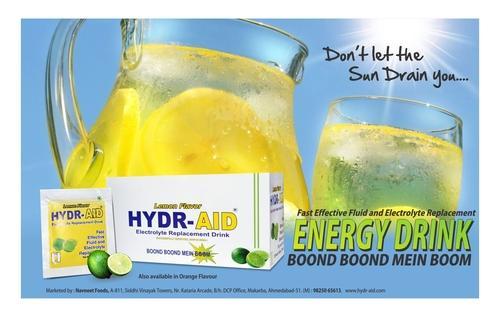 Don't let the
Sun Drain you....
Lemon Flavor
HYDR-AID
Electrolyte Replacement Drink
Fast
Effective
Fluid and
Electrolyte
Lemon Flavor
HYDR-AID®
Electrolyte Replacement Drink
BOOND BOOND MEIN BOOM
Also available in Orange Flavour
Fast Effective Fluid and Electrolyte Replacement
ENERGY DRINK
BOOND BOOND MEIN BOOM
Marketed by : Navneet Foods, A-811, Siddhi Vinayak Towers, Nr. Kataria Arcade, B/h. DCP Office, Makarba, Ahmedabad-51. (M) : 98250 65613. www.hydr-aid.com